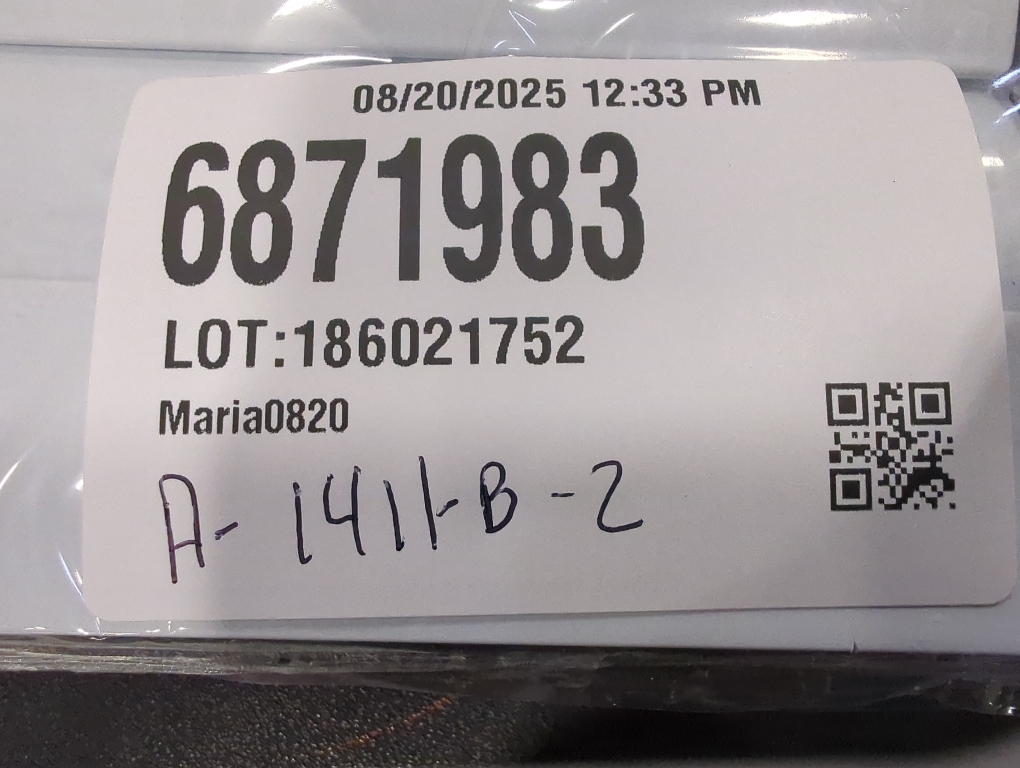 08/20/2025 12:33 PM
6871983
LOT:186021752
Maria0820
A- 1411-B-2